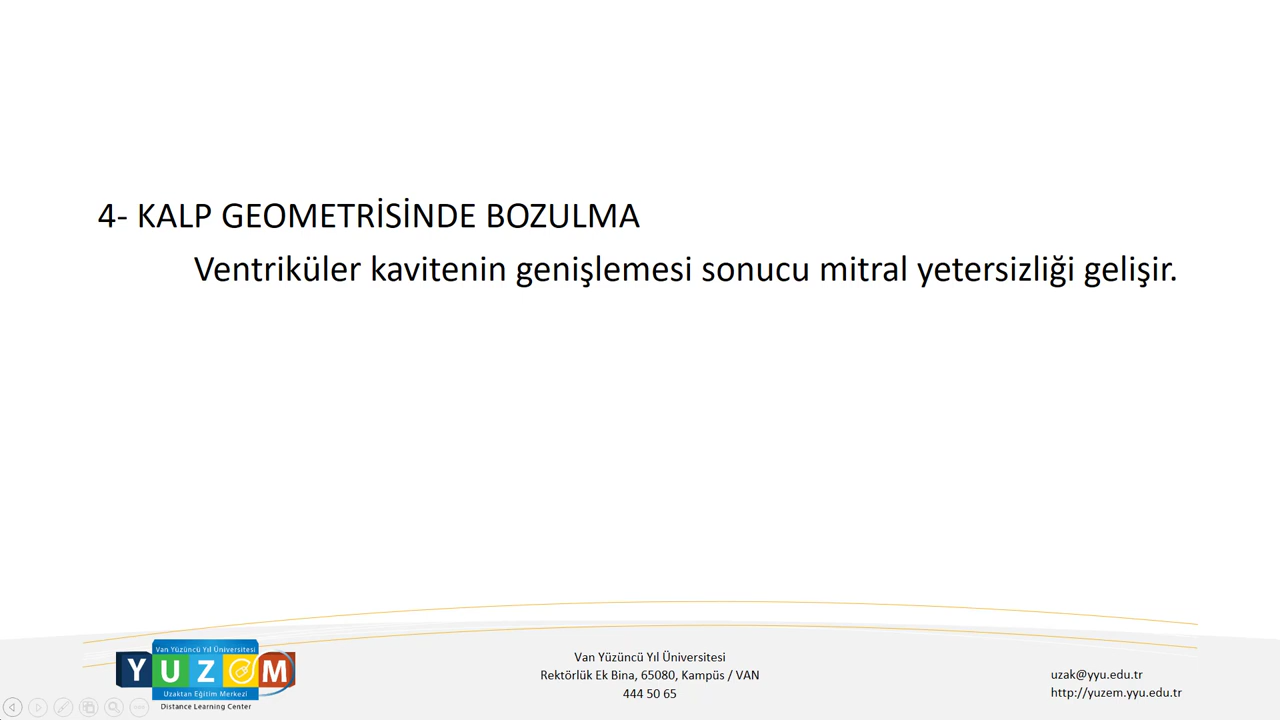 4- KALP GEOMETRİSİNDE BOZULMA
Ventriküler kavitenin genişlemesi sonucu mitral yetersizliği gelişir.
Van Yüzüncü Yıl Üniversitesi
YUZEM
Uzaktan Eğitim Merkezi
Distance Learning Center
Van Yüzüncü Yıl Üniversitesi
Rektörlük Ek Bina, 65080, Kampüs / VAN
444 50 65
uzak@yyu.edu.tr
http://yuzem.yyu.edu.tr